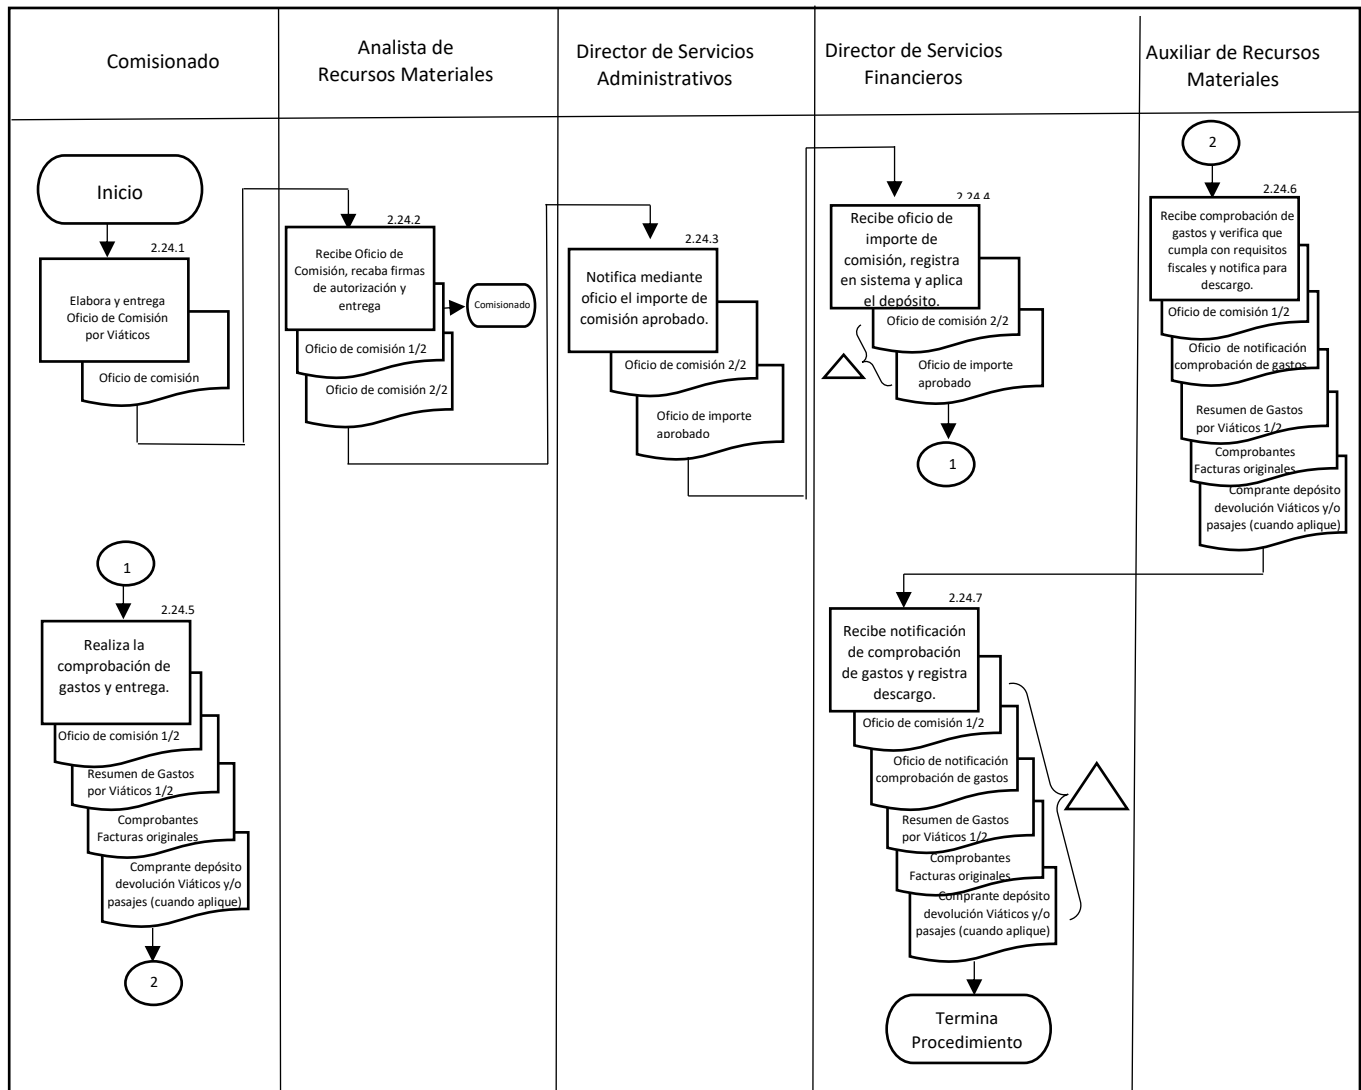 Comisionado
Analista de
Recursos Materiales
Director de Servicios
Administrativos
Director de Servicios
Financieros
Auxiliar de Recursos
Materiales
Inicio
2.24.1
Elabora y entrega
Oficio de Comisión
por Viáticos
Oficio de comisión
2.24.2
Recibe Oficio de
Comisión, recaba firmas
de autorización y
entrega
Comisionado
Oficio de comisión 1/2
Oficio de comisión 2/2
2.24.3
Notifica mediante
oficio el importe de
comisión aprobado.
Oficio de comisión 2/2
Oficio de importe
aprobado
2.24.4
Recibe oficio de
importe de
comisión, registra
en sistema y aplica
el depósito.
Oficio de comisión 2/2
Oficio de importe
aprobado
1
2
2.24.6
Recibe comprobación de
gastos y verifica que
cumpla con requisitos
fiscales y notifica para
descargo.
Oficio de comisión 1/2
Oficio de notificación
comprobación de gastos
Resumen de Gastos
por Viáticos 1/2
Comprobantes
Facturas originales
Comprante depósito
devolución Viáticos y/o
pasajes (cuando aplique)
1
2.24.5
Realiza la
comprobación de
gastos y entrega.
Oficio de comisión 1/2
Resumen de Gastos
por Viáticos 1/2
Comprobantes
Facturas originales
Comprante depósito
devolución Viáticos y/o
pasajes (cuando aplique)
2
2.24.7
Recibe notificación
de comprobación
de gastos y registra
descargo.
Oficio de comisión 1/2
Oficio de notificación
comprobación de gastos
Resumen de Gastos
por Viáticos 1/2
Comprobantes
Facturas originales
Comprante depósito
devolución Viáticos y/o
pasajes (cuando aplique)
Termina
Procedimiento